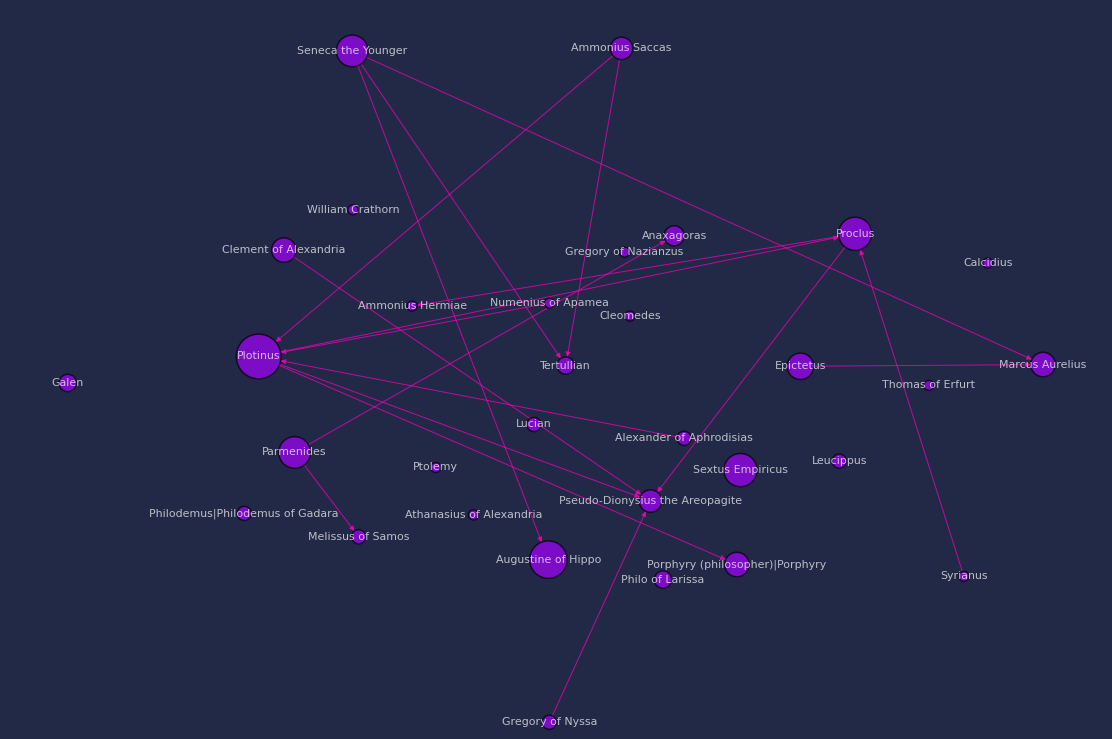 Seneca the Younger
Ammonius Saccas
William Crathorn
Clement of Alexandria
Anaxagoras
Proclus
Gregory of Nazianzus
Calcidius
Ammonius Hermiae
Numenius of Apamea
Cleomedes
Plotinus
Tertullian
Epictetus
Marcus Aurelius
Galen
Thomas of Erfurt
Lucian
Alexander of Aphrodisias
Parmenides
Ptolemy
Sextus Empiricus
Leucippus
Pseudo-Dionysius the Areopagite
Philodemus|Philodemus of Gadara
Athanasius of Alexandria
Melissus of Samos
Augustine of Hippo
Porphyry (philosopher)|Porphyry
Philo of Larissa
Syrianus
Gregory of Nyssa